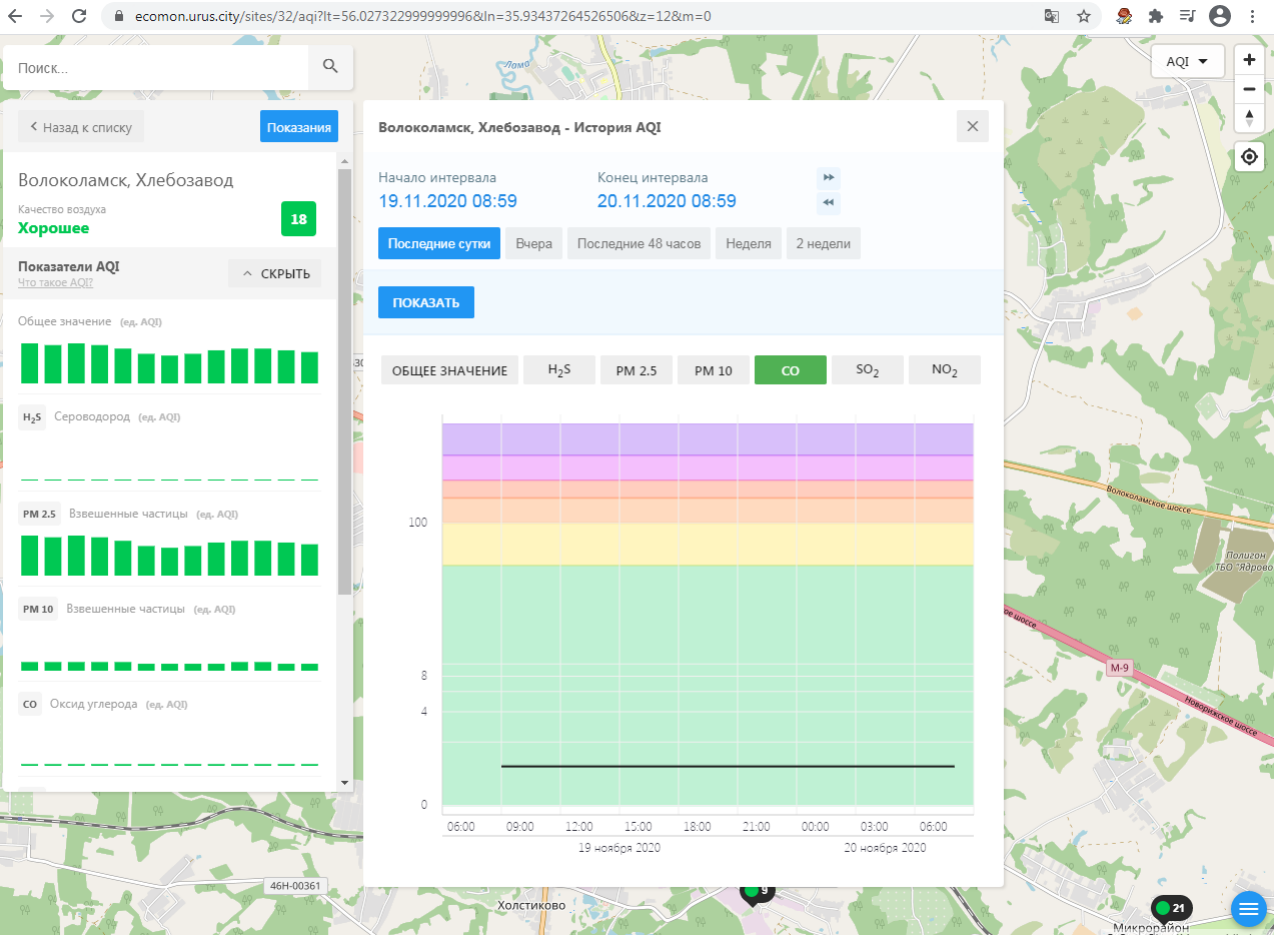 ecomon.urus.city/sites/32/aqi?lt=56.027322999999996&ln=35.93437264526506&z=12&m=0
Поиск...
AQI
Назад к списку
Показания
Волоколамск, Хлебозавод
Качество воздуха
Хорошее
18
Показатели AQI
Что такое AQI?
СКРЫТЬ
Общее значение (ед. AQI)
H2S Сероводород (ед. AQI)
PM 2.5 Взвешенные частицы (ед. AQI)
PM 10 Взвешенные частицы (ед. AQI)
CO Оксид углерода (ед. AQI)
Волоколамск, Хлебозавод - История AQI
Начало интервала
19.11.2020 08:59
Конец интервала
20.11.2020 08:59
Последние сутки
Вчера
Последние 48 часов
Неделя
2 недели
ПОКАЗАТЬ
ОБЩЕЕ ЗНАЧЕНИЕ
H2S
PM 2.5
PM 10
CO
SO2
NO2
100
8
4
0
06:00 09:00 12:00 15:00 18:00 21:00 00:00 03:00 06:00
19 ноября 2020 20 ноября 2020
Ломо
Волоколамское шоссе
Полигон
ТБО "Ядрово
ое шоссе
М-9
Новорижское шоссе
46Н-00361
Холстиково
9
21
Микрорайон